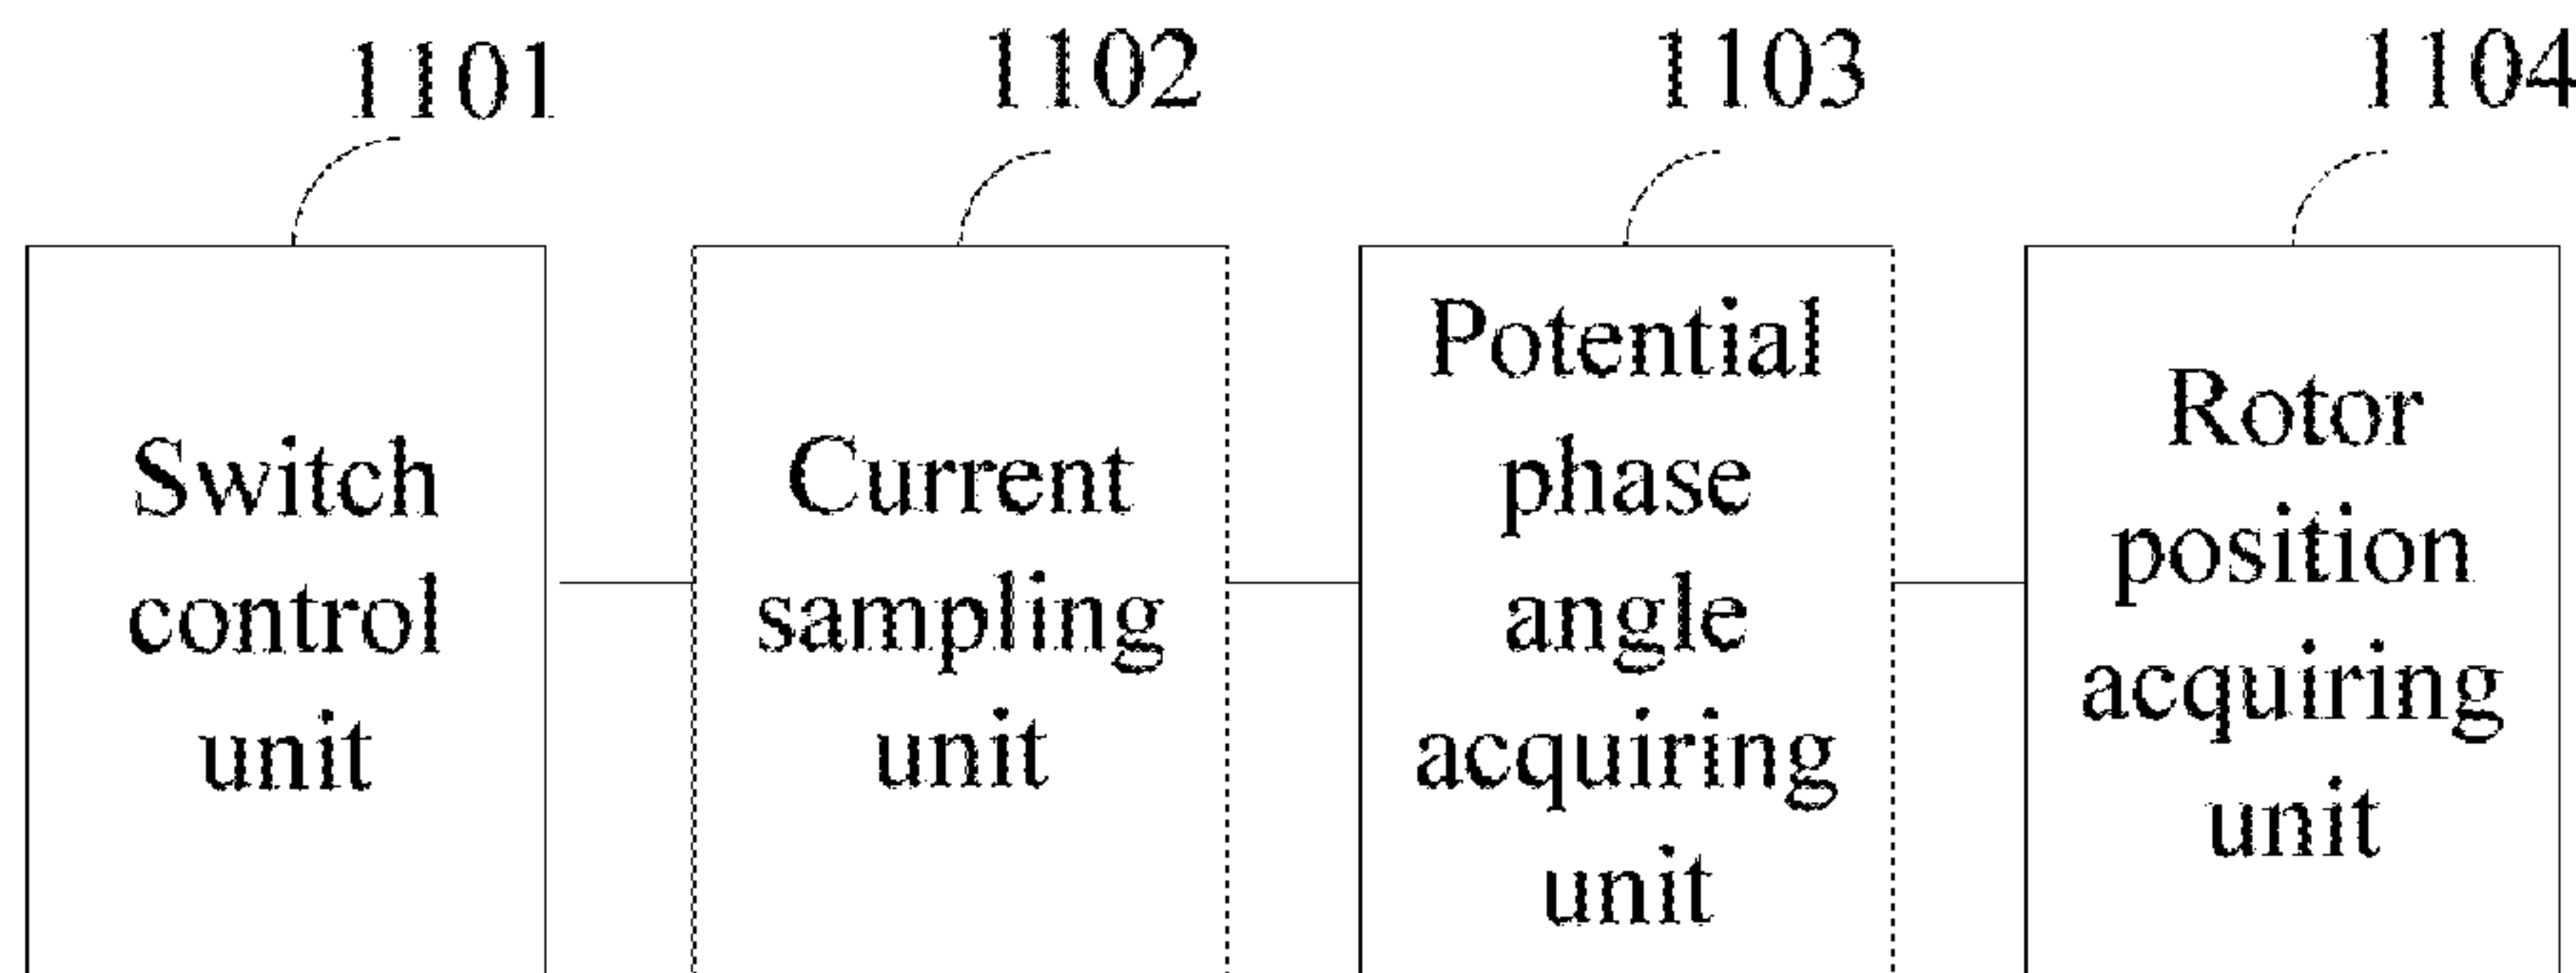 1101
1102
1103
1104
Switch
control
unit
Current
sampling
unit
Potential
phase
angle
acquiring
unit
Rotor
position
acquiring
unit